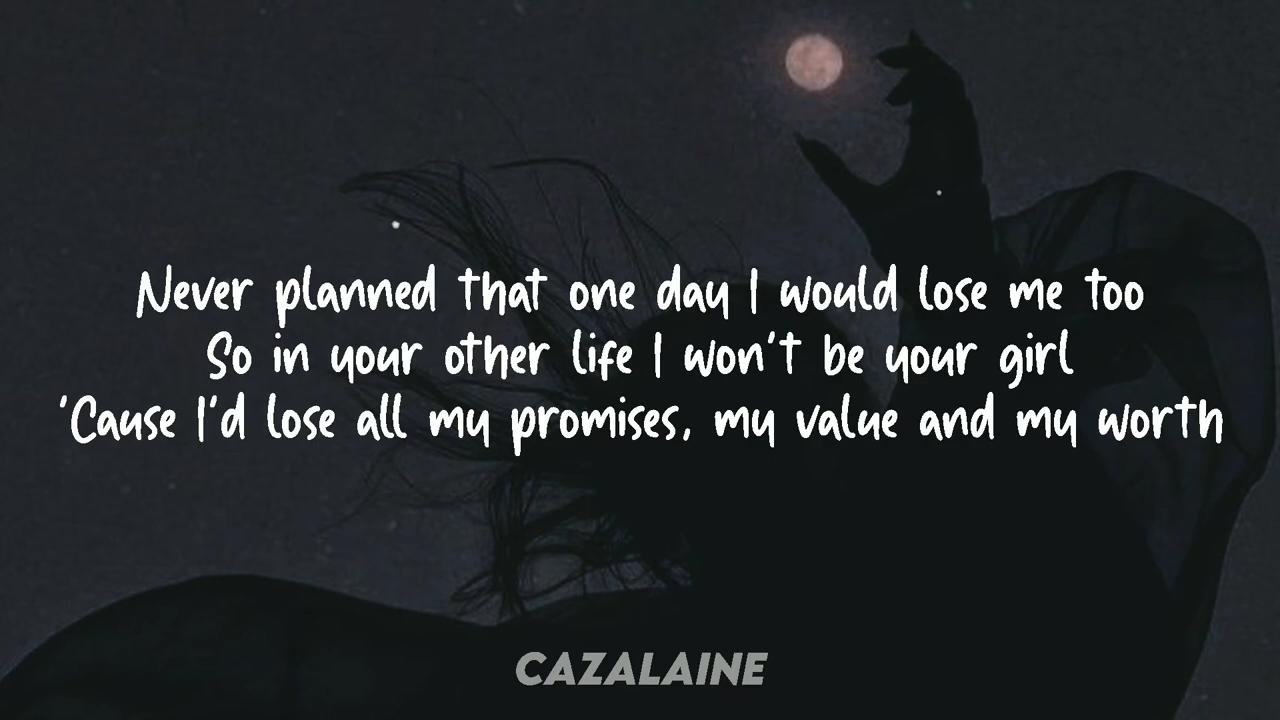 Never planned that one day I would lose me too
So in your other life I won't be your girl
'Cause I'd lose all my promises, my value and my worth
CAZALAINE